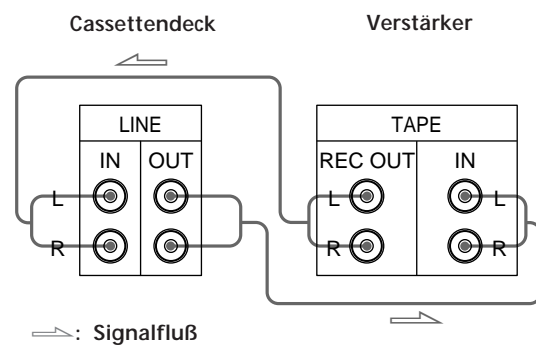 Cassettendeck Verstärker
LINE TAPE
IN OUT REC OUT IN
L L L
R R R
: Signalfluß